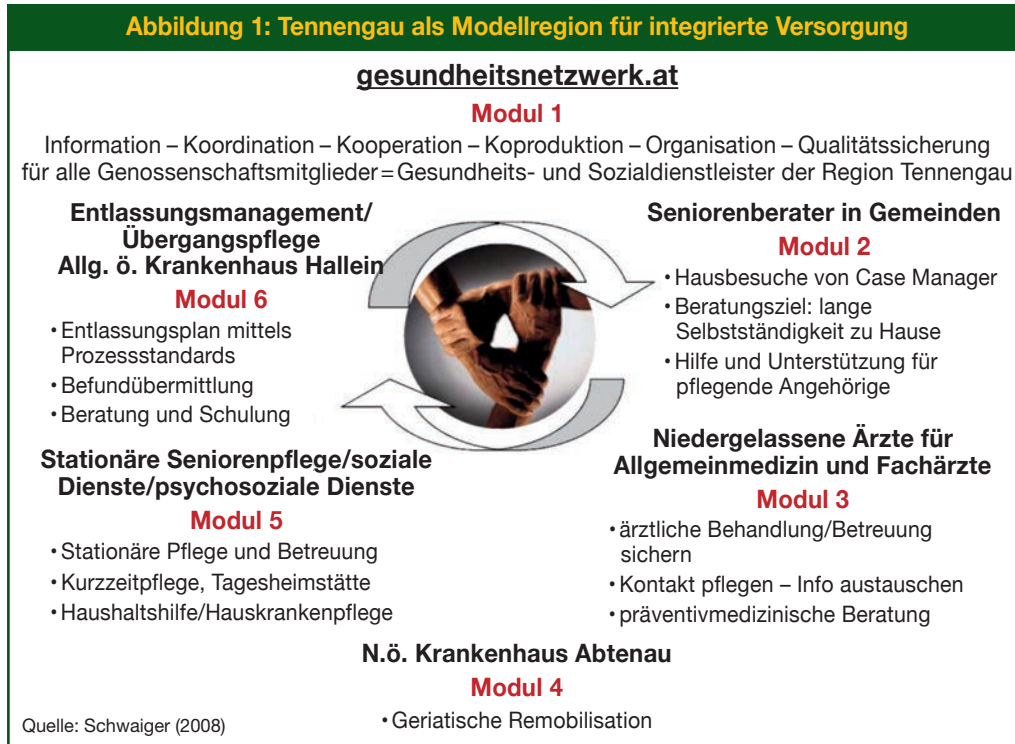 Abbildung 1: Tennengau als Modellregion für integrierte Versorgung
gesundheitsnetzwerk.at
Modul 1
Information – Koordination – Kooperation – Koproduktion – Organisation – Qualitätssicherung
für alle Genossenschaftsmitglieder=Gesundheits- und Sozialdienstleister der Region Tennengau
Entlassungsmanagement/
Übergangspflege
Allg. ö. Krankenhaus Hallein
Modul 6
• Entlassungsplan mittels
Prozessstandards
• Befundübermittlung
• Beratung und Schulung
Seniorenberater in Gemeinden
Modul 2
• Hausbesuche von Case Manager
• Beratungsziel: lange
Selbstständigkeit zu Hause
• Hilfe und Unterstützung für
pflegende Angehörige
Stationäre Seniorenpflege/soziale
Dienste/psychosoziale Dienste
Modul 5
• Stationäre Pflege und Betreuung
• Kurzzeitpflege, Tagesheimstätte
• Haushaltshilfe/Hauskrankenpflege
Niedergelassene Ärzte für
Allgemeinmedizin und Fachärzte
Modul 3
• ärztliche Behandlung/Betreuung
sichern
• Kontakt pflegen – Info austauschen
• präventivmedizinische Beratung
N.ö. Krankenhaus Abtenau
Modul 4
• Geriatische Remobilisation
Quelle: Schwaiger (2008)